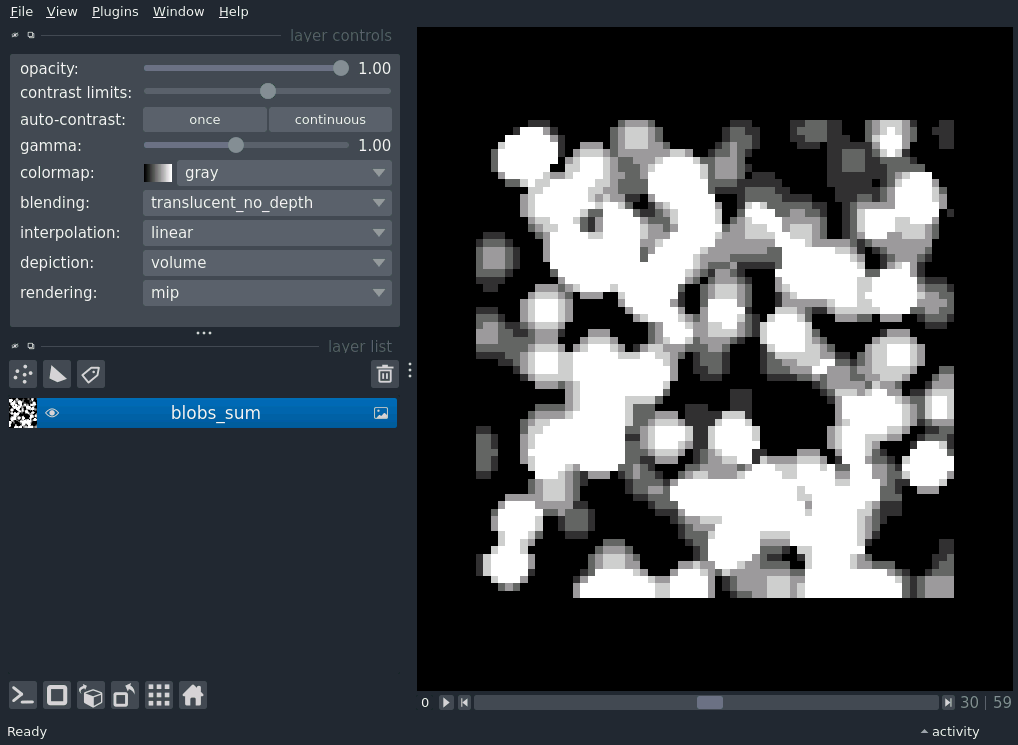 File View Plugins Window Help
layer controls
opacity: 1.00
contrast limits:
auto-contrast: once continuous
gamma: 1.00
colormap: gray
blending: translucent_no_depth
interpolation: linear
depiction: volume
rendering: mip
layer list
blobs_sum
0 30 | 59
Ready activity